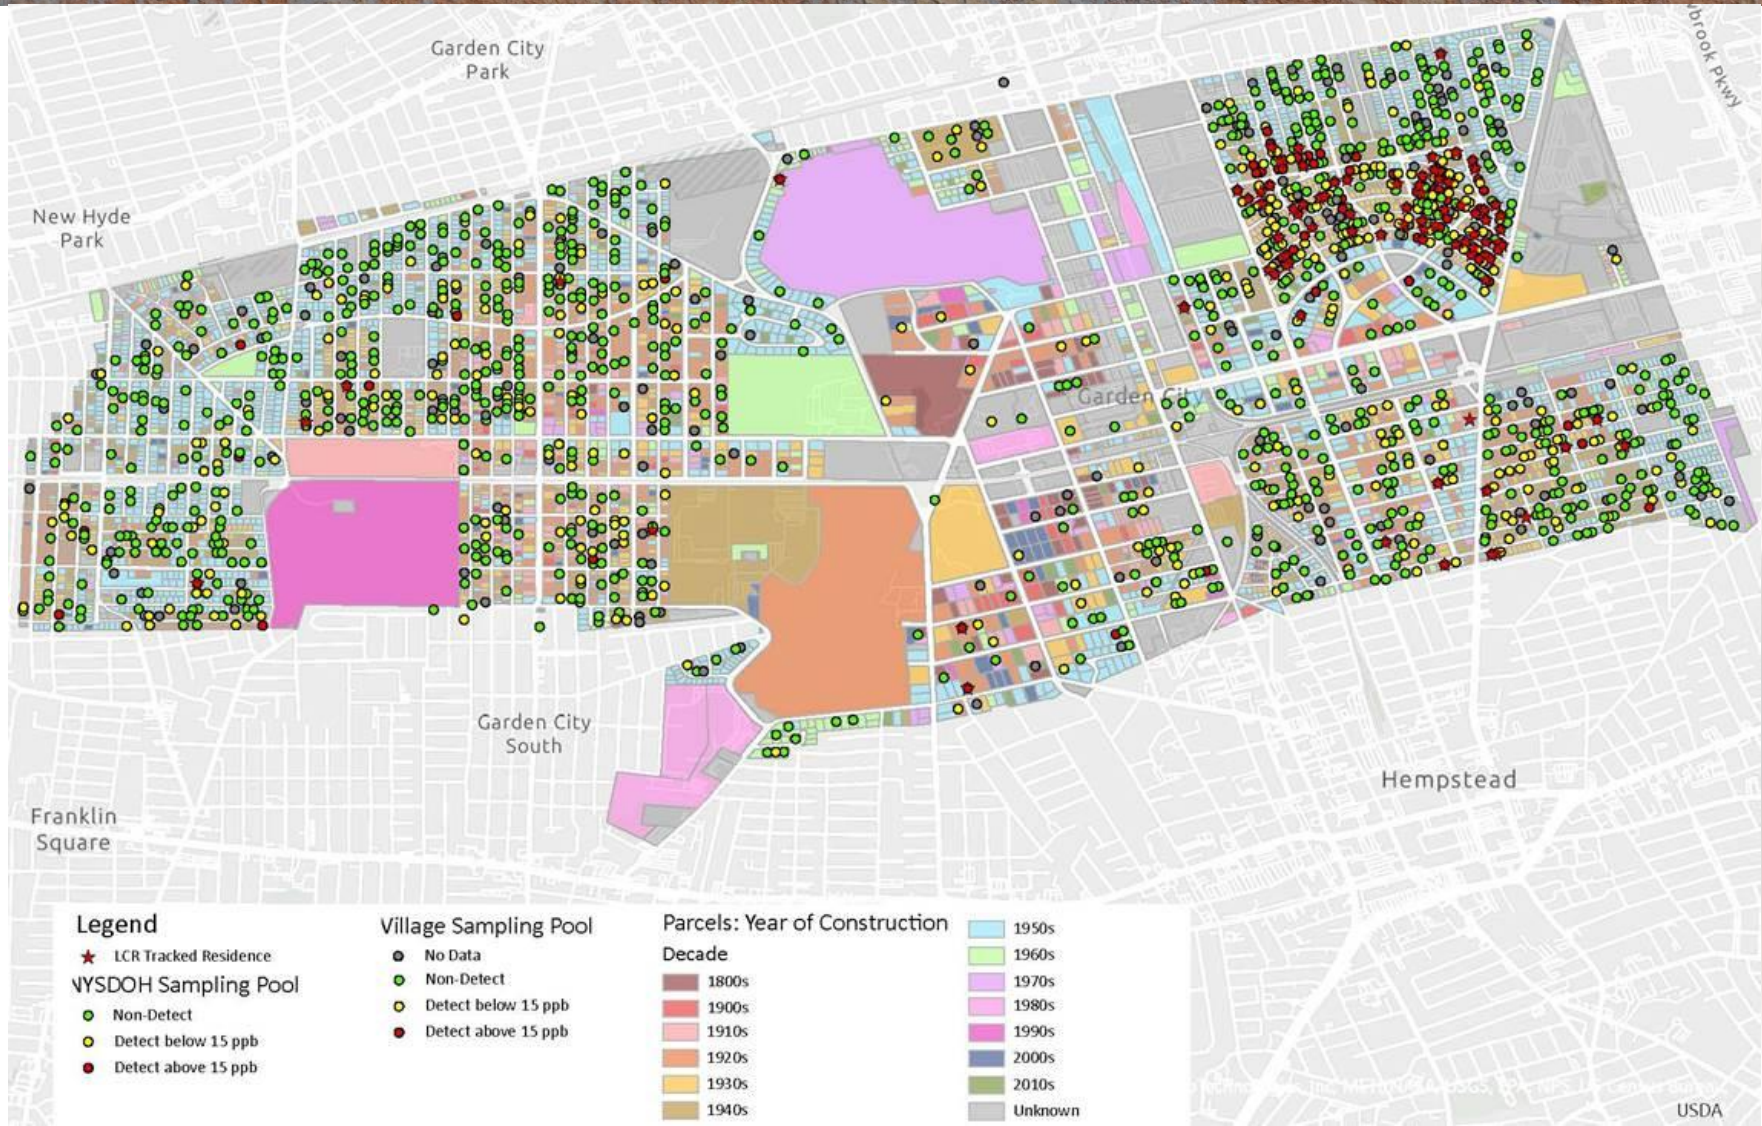 Garden City
Park
wbrook Pkwy
New Hyde
Park
Garden City
Garden City
South
Hempstead
Franklin
Square
Legend
LCR Tracked Residence
NYSDOH Sampling Pool
Non-Detect
Detect below 15 ppb
Detect above 15 ppb
Village Sampling Pool
No Data
Non-Detect
Detect below 15 ppb
Detect above 15 ppb
Parcels: Year of Construction
Decade
1800s
1900s
1910s
1920s
1930s
1940s
1950s
1960s
1970s
1980s
1990s
2000s
2010s
Unknown
USDA